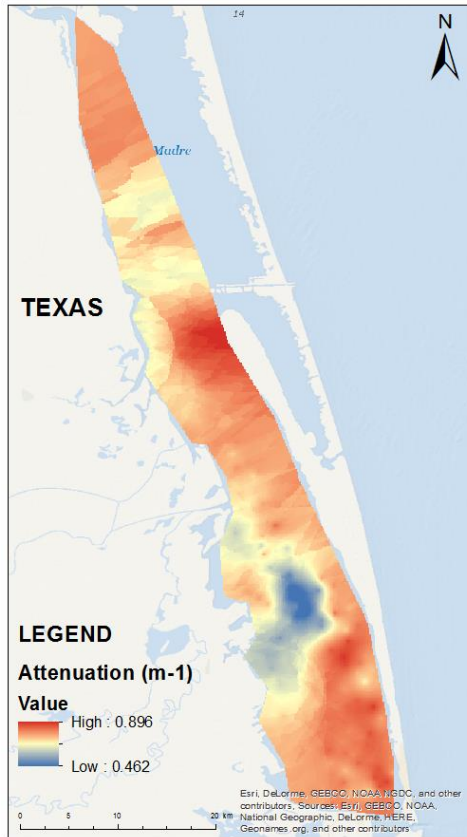 14
N
Madre
TEXAS
LEGEND
Attenuation (m-1)
Value
High : 0.896
Low : 0.462
0 5 10 20 km
Esri, DeLorme, GEBCO, NOAA NGDC, and other
contributors, Sources: Esri, GEBCO, NOAA,
National Geographic, DeLorme, HERE,
Geonames.org, and other contributors